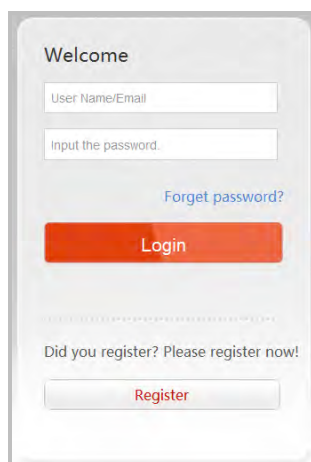 Welcome
User Name/Email
Input the password.
Forget password?
Login
Did you register? Please register now!
Register